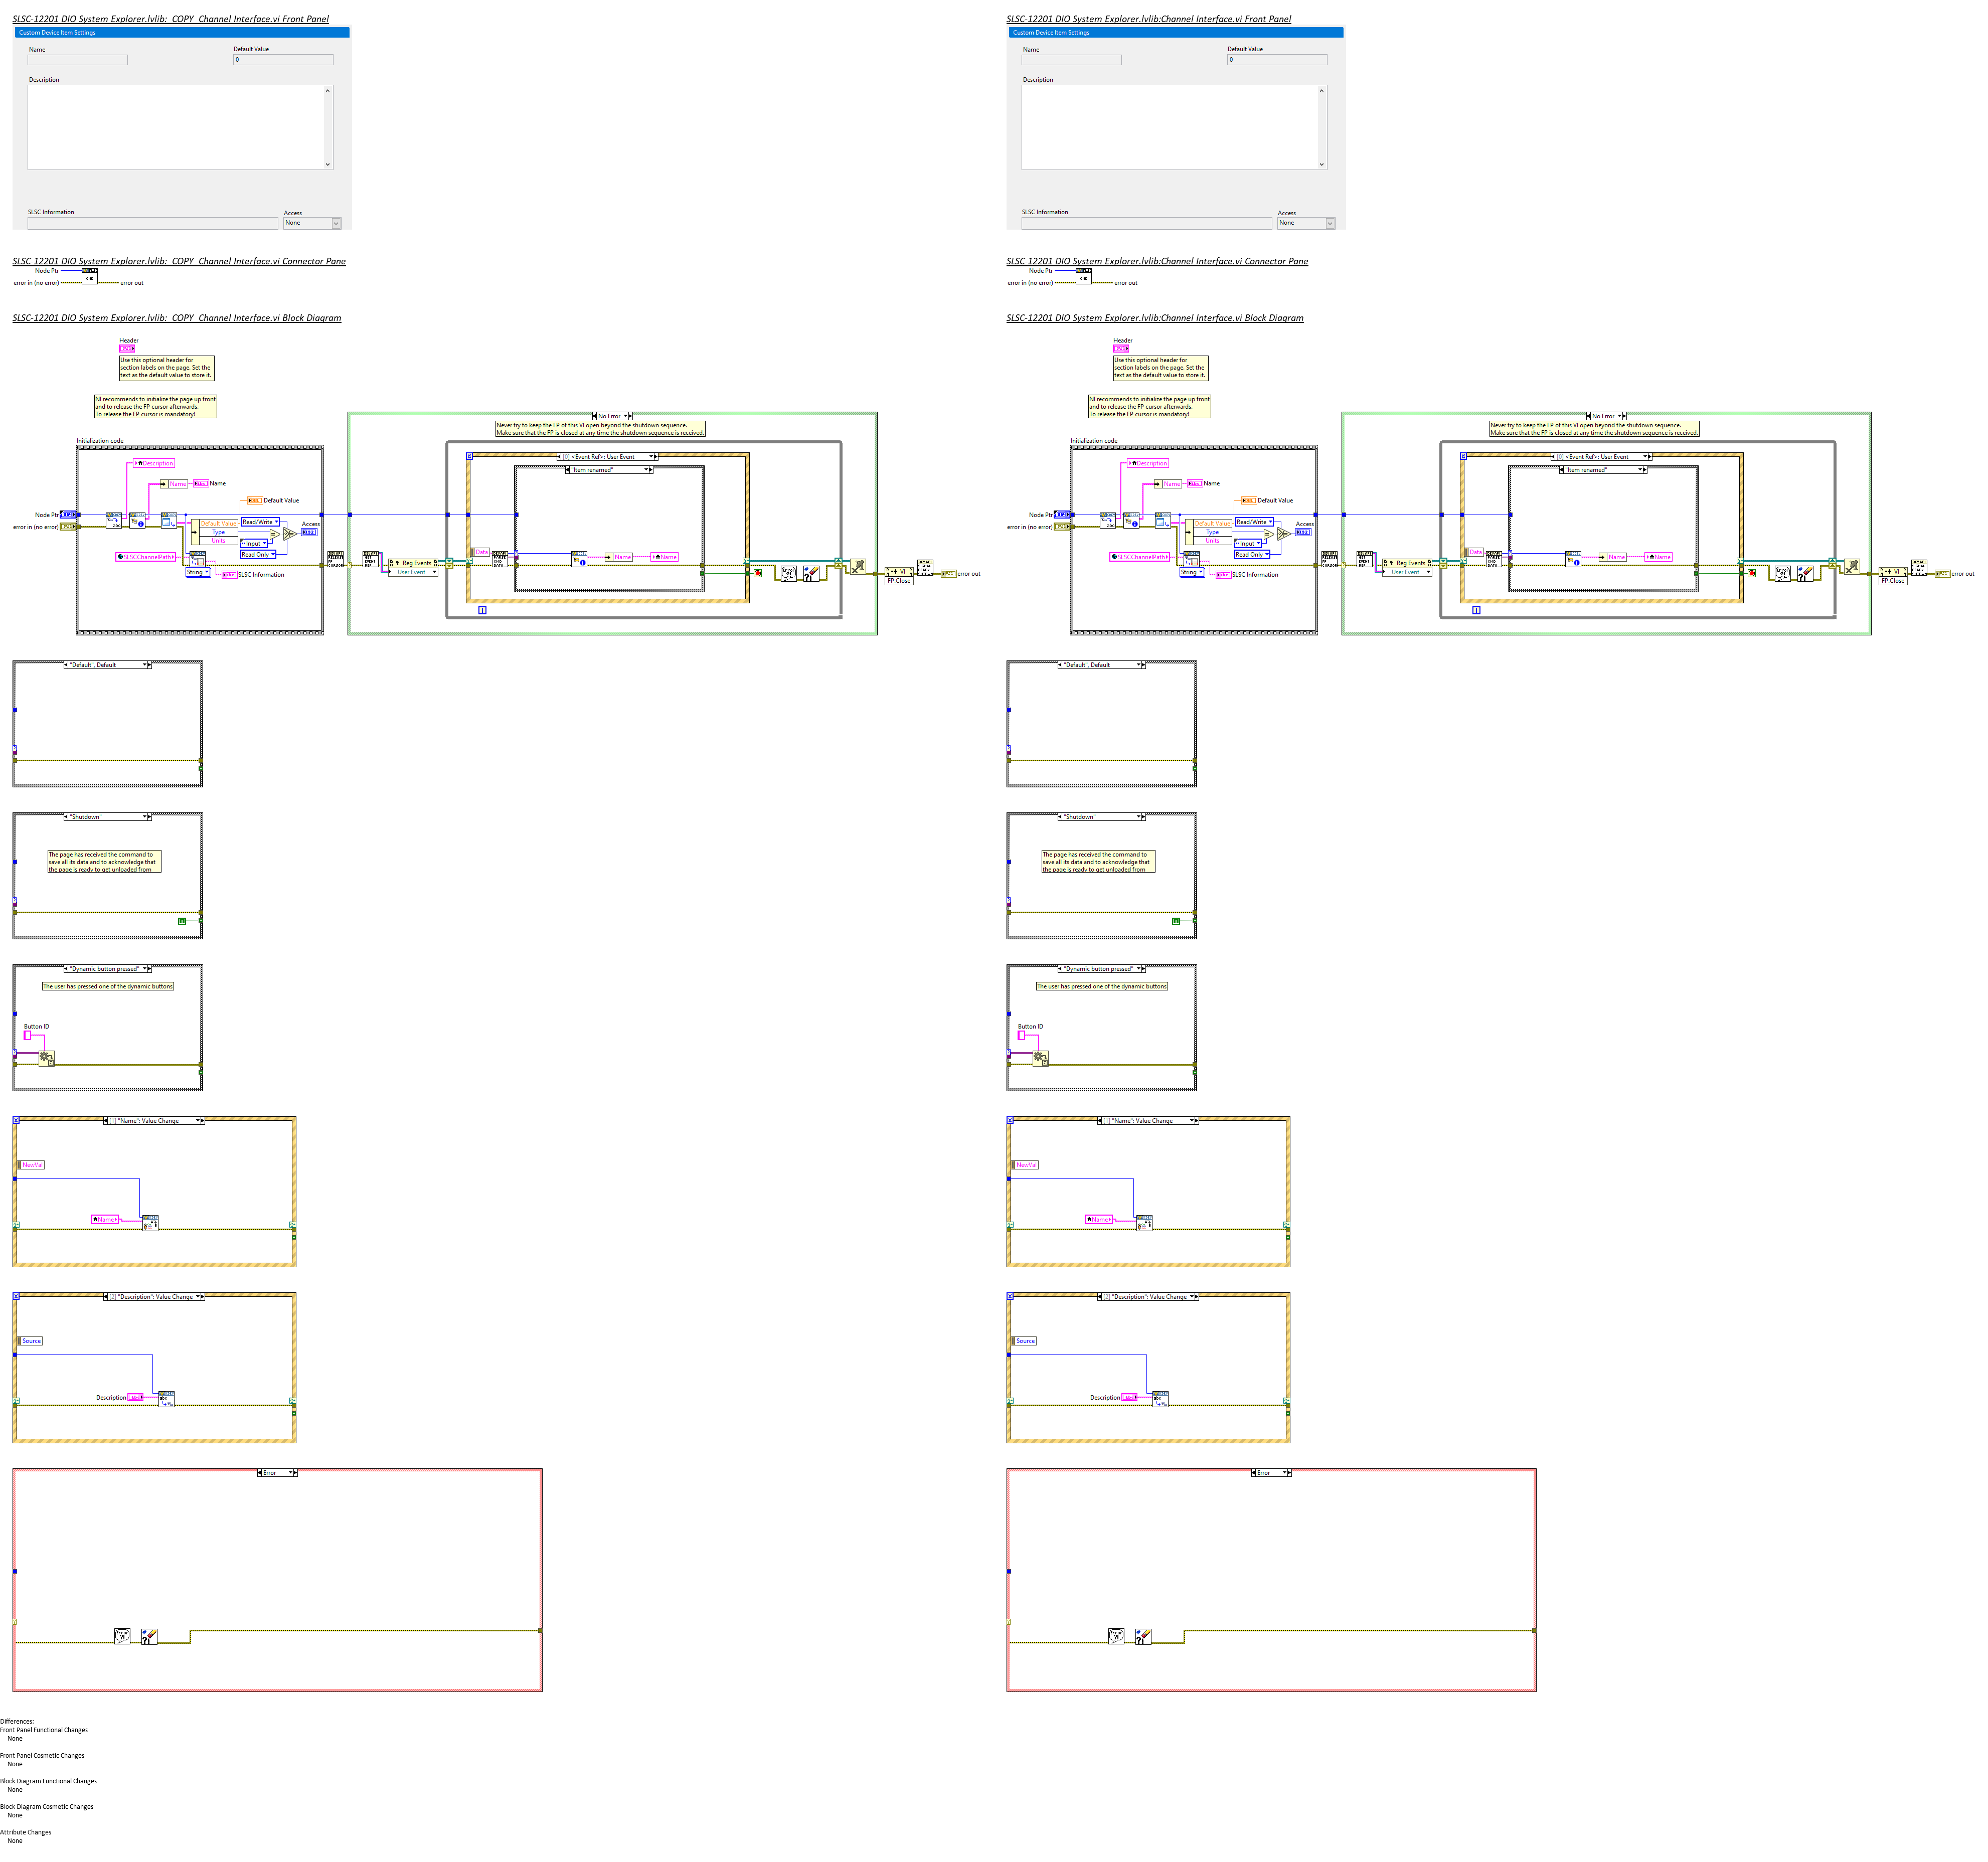 SLSC-12201 DIO System Explorer.lvlib:_COPY_Channel Interface.vi Front Panel
Custom Device Item Settings
Name
Default Value
0
Description
SLSC Information
Access
None
SLSC-12201 DIO System Explorer.lvlib:_COPY_Channel Interface.vi Connector Pane
Node Ptr
error in (no error)
error out
SLSC-12201 DIO System Explorer.lvlib:_COPY_Channel Interface.vi Block Diagram
Header
Use this optional header for
section labels on the page. Set the
text as the default value to store it.
NI recommends to initialize the page up front
and to release the FP cursor afterwards.
To release the FP cursor is mandatory!
No Error
Never try to keep the FP of this VI open beyond the shutdown sequence.
Make sure that the FP is closed at any time the shutdown sequence is received.
Initialization code
[0] <Event Ref>: User Event
"Item renamed"
Description
Name
Name
Default Value
Node Ptr
error in (no error)
Default Value
Type
Units
Read/Write
Input
Read Only
Access
SLSCChannelPath
String
SLSC Information
Reg Events
User Event
Data
Name
Name
VI
FP.Close
error out
"Default", Default
"Shutdown"
The page has received the command to
save all its data and to acknowledge that
the page is ready to get unloaded from
"Dynamic button pressed"
The user has pressed one of the dynamic buttons
Button ID
[1] "Name": Value Change
NewVal
Name
[2] "Description": Value Change
Source
Description
Error
SLSC-12201 DIO System Explorer.lvlib:Channel Interface.vi Front Panel
Custom Device Item Settings
Name
Default Value
0
Description
SLSC Information
Access
None
SLSC-12201 DIO System Explorer.lvlib:Channel Interface.vi Connector Pane
Node Ptr
error in (no error)
error out
SLSC-12201 DIO System Explorer.lvlib:Channel Interface.vi Block Diagram
Header
Use this optional header for
section labels on the page. Set the
text as the default value to store it.
NI recommends to initialize the page up front
and to release the FP cursor afterwards.
To release the FP cursor is mandatory!
No Error
Never try to keep the FP of this VI open beyond the shutdown sequence.
Make sure that the FP is closed at any time the shutdown sequence is received.
Initialization code
[0] <Event Ref>: User Event
"Item renamed"
Description
Name
Name
Default Value
Node Ptr
error in (no error)
Default Value
Type
Units
Read/Write
Input
Read Only
Access
SLSCChannelPath
String
SLSC Information
Reg Events
User Event
Data
Name
Name
VI
FP.Close
error out
"Default", Default
"Shutdown"
The page has received the command to
save all its data and to acknowledge that
the page is ready to get unloaded from
"Dynamic button pressed"
The user has pressed one of the dynamic buttons
Button ID
[1] "Name": Value Change
NewVal
Name
[2] "Description": Value Change
Source
Description
Error
Differences:
Front Panel Functional Changes
None
Front Panel Cosmetic Changes
None
Block Diagram Functional Changes
None
Block Diagram Cosmetic Changes
None
Attribute Changes
None